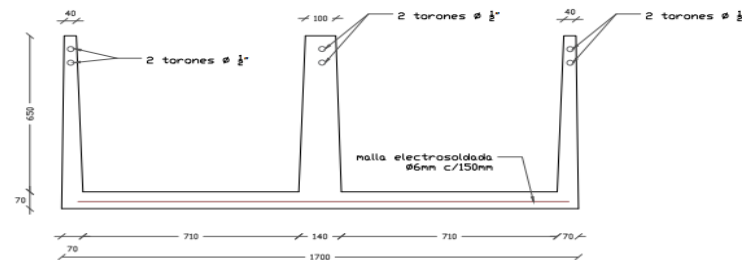 40
100
40
2 torones ø ½"
2 torones ø ½"
2 torones ø ½
650
malla electrosoldada
ø6mm c/150mm
70
70
710
140
710
70
1700